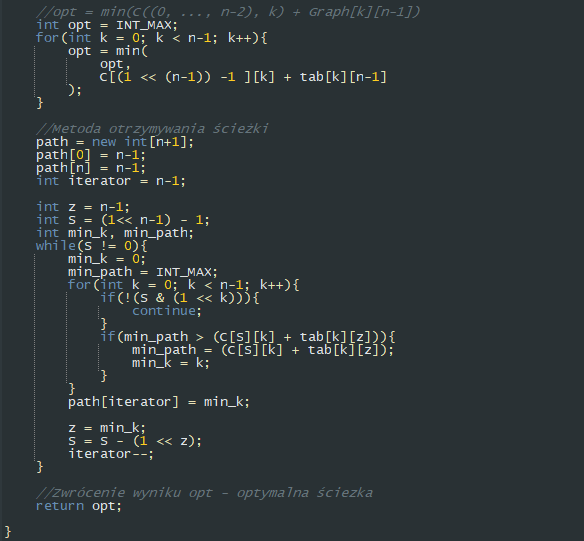 //opt = min(C((0, ..., n-2), k) + Graph[k][n-1])
int opt = INT_MAX;
for(int k = 0; k < n-1; k++){
opt = min(
opt,
C[(1 << (n-1)) -1 ][k] + tab[k][n-1]
);
}
//Metoda otrzymywania ścieżki
path = new int[n+1];
path[0] = n-1;
path[n] = n-1;
int iterator = n-1;
int z = n-1;
int S = (1<< n-1) - 1;
int min_k, min_path;
while(S != 0){
min_k = 0;
min_path = INT_MAX;
for(int k = 0; k < n-1; k++){
if(!(S & (1 << k))){
continue;
}
if(min_path > (C[S][k] + tab[k][z])){
min_path = (C[S][k] + tab[k][z]);
min_k = k;
}
}
path[iterator] = min_k;
z = min_k;
S = S - (1 << z);
iterator--;
}
//Zwrócenie wyniku opt - optymalna ściezka
return opt;
}